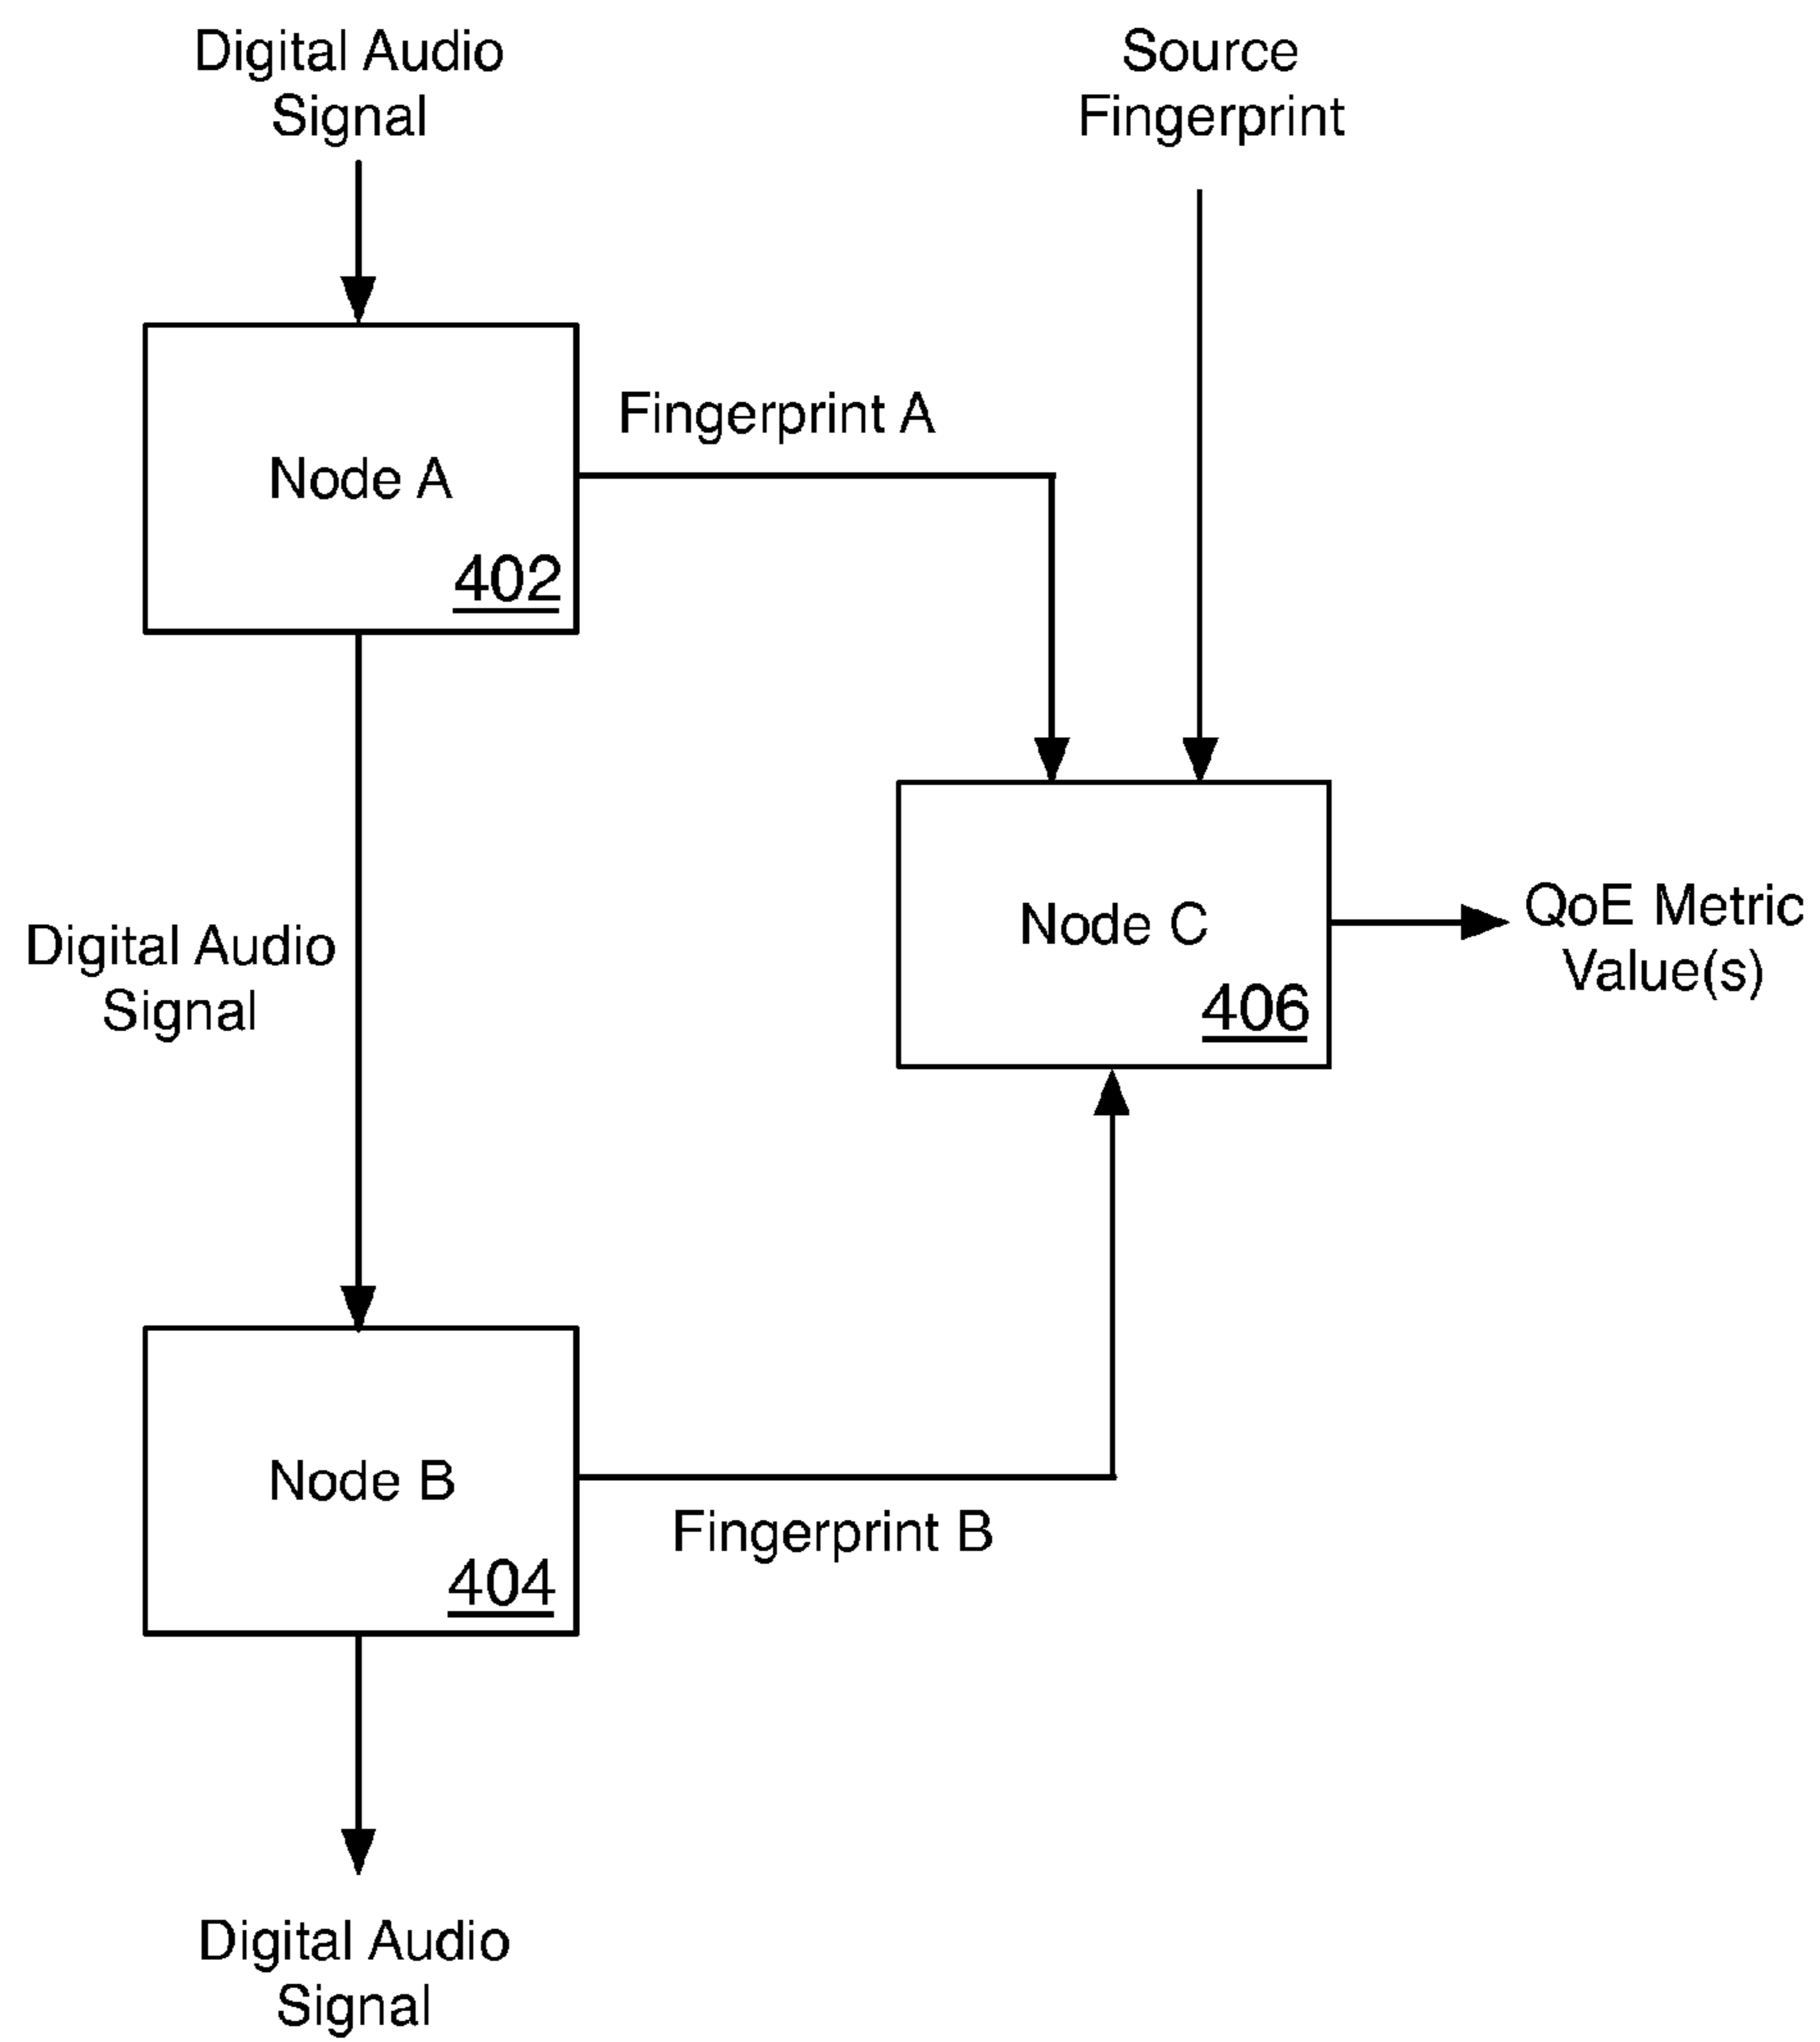 Digital Audio
Signal
Source
Fingerprint
Fingerprint A
Node A
402
Digital Audio
Signal
Node C
406
QoE Metric
Value(s)
Node B
404
Fingerprint B
Digital Audio
Signal